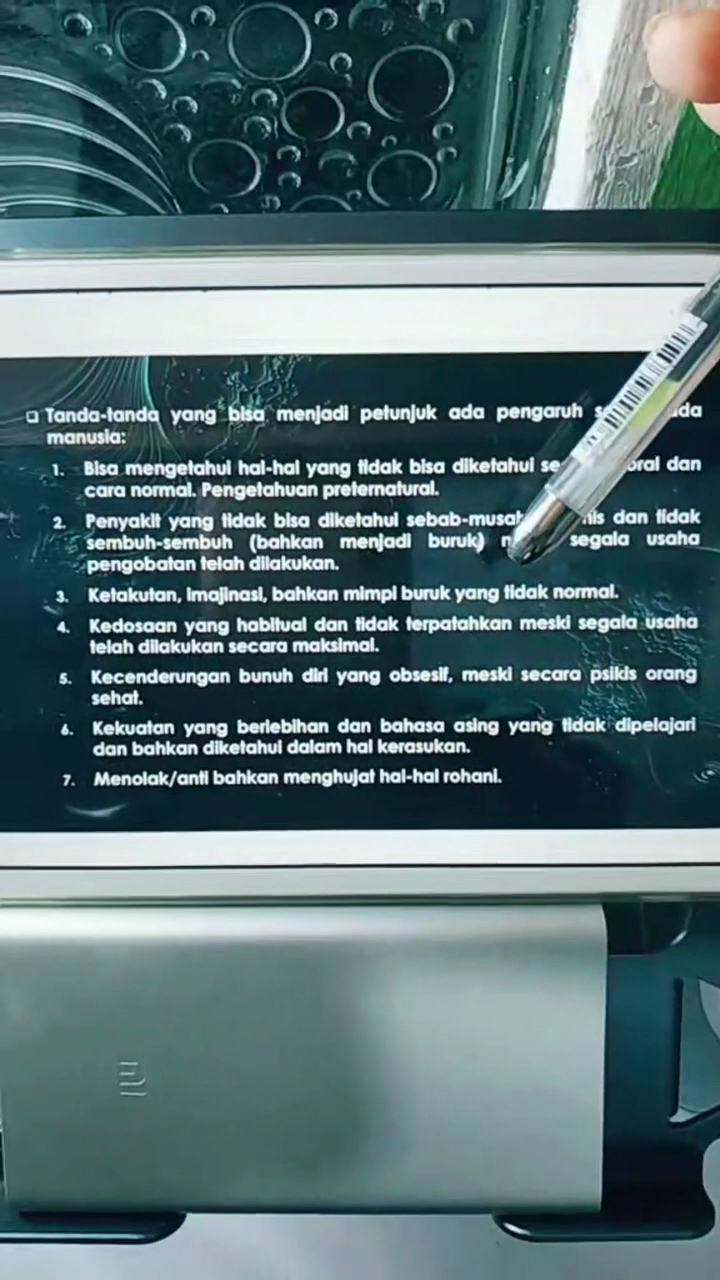 Tanda-tanda yang bisa menjadi petunjuk ada pengaruh
manusia:
1. Bisa mengetahui hal-hal yang tidak bisa diketahui dan
cara normal. Pengetahuan preternatural.
2. Penyakit yang tidak bisa diketahui dan tidak
sembuh-sembuh (bahkan menjadi buruk) segala usaha
pengobatan telah dilakukan.
3. Ketakutan, imajinasi, bahkan mimpi buruk yang tidak normal.
4. Kedosaan yang habitual dan tidak terpatahkan meski segala usaha
telah dilakukan secara maksimal.
5. Kecenderungan bunuh diri yang obsesif, meski secara psikis orang
sehat.
6. Kekuatan yang berlebihan dan bahasa asing yang tidak dipelajari
dan bahkan diketahui dalam hal kerasukan.
7. Menolak/anti bahkan menghujat hal-hal rohani.